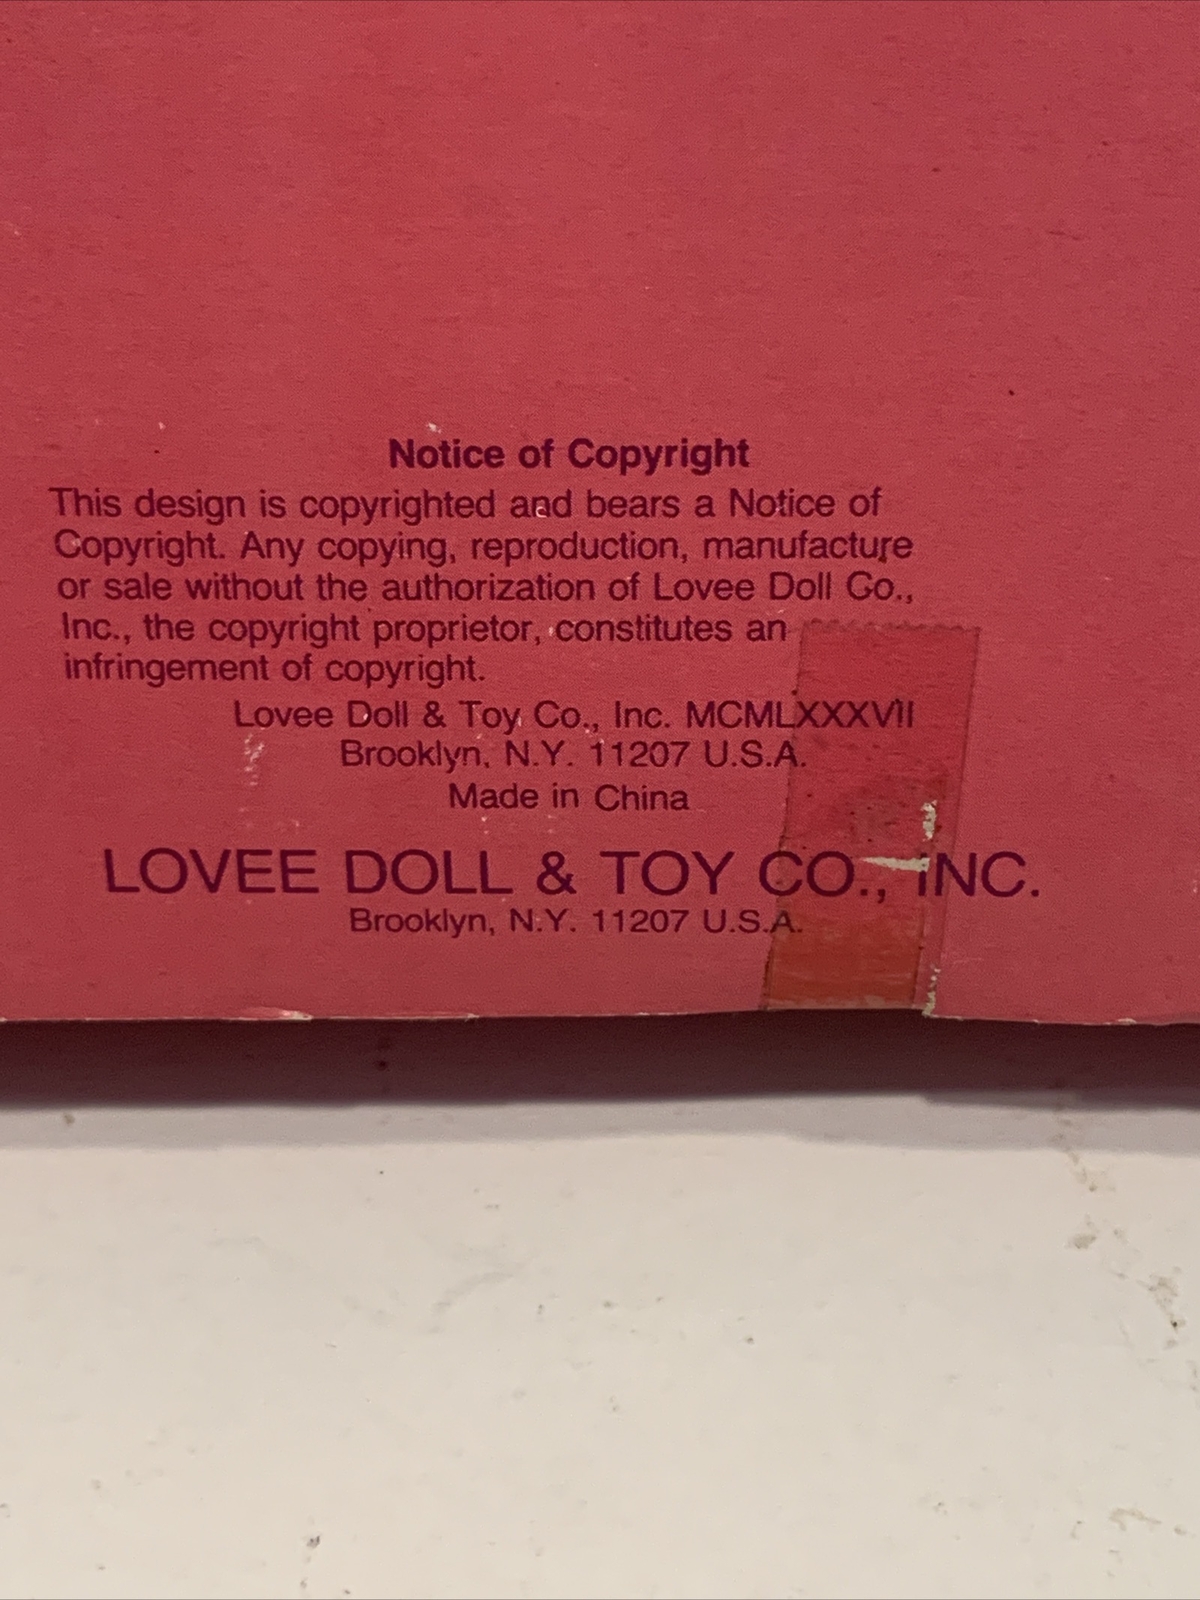 Notice of Copyright
This design is copyrighted and bears a Notice of
Copyright. Any copying, reproduction, manufacture
or sale without the authorization of Lovee Doll Co.,
Inc., the copyright proprietor, constitutes an
infringement of copyright.
Lovee Doll & Toy Co., Inc. MCMLXXXVII
Brooklyn, N.Y. 11207 U.S.A.
Made in China
LOVEE DOLL & TOY CO., INC.
Brooklyn, N.Y. 11207 U.S.A.